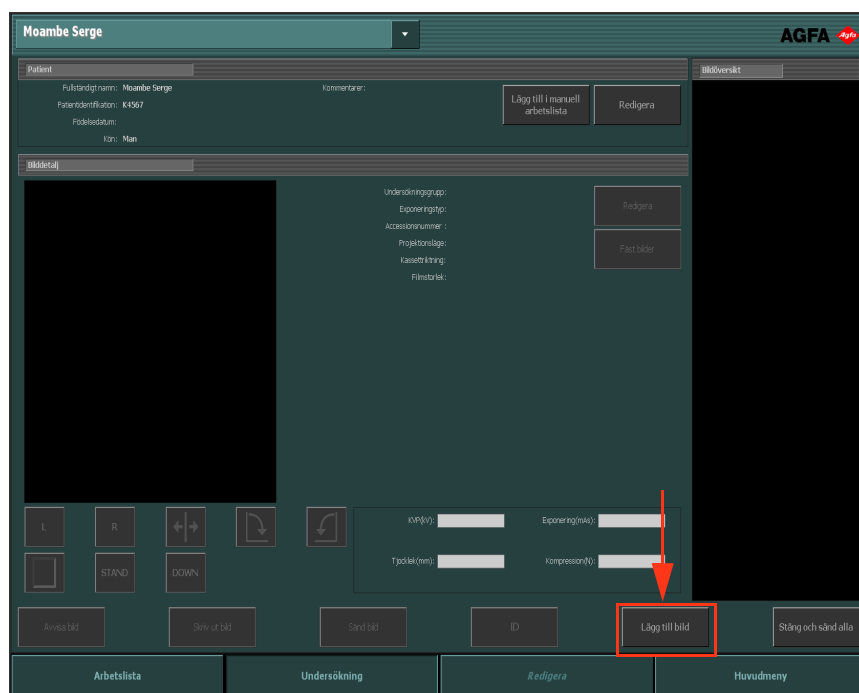 Moambe Serge
AGFA
Agfa
Patient
Bildöversikt
Fullständigt namn: Moambe Serge
Kommentarer:
Lägg till i manuell
arbetslista
Redigera
Patientidentifikation: K4567
Födelsedatum:
Kön: Man
Bilddetalj
Undersökningsgrupp:
Exponeringstyp:
Accessionsnummer :
Projektionsläge:
Kassettriktning:
Filmstorlek:
Redigera
Fäst bilder
L
R
STAND
DOWN
KVP(kV):
Exponering(mAs):
Tjocklek(mm):
Kompression(N):
Avvisa bild
Skriv ut bild
Sänd bild
ID
Lägg till bild
Stäng och sänd alla
Arbetslista
Undersökning
Redigera
Huvudmeny